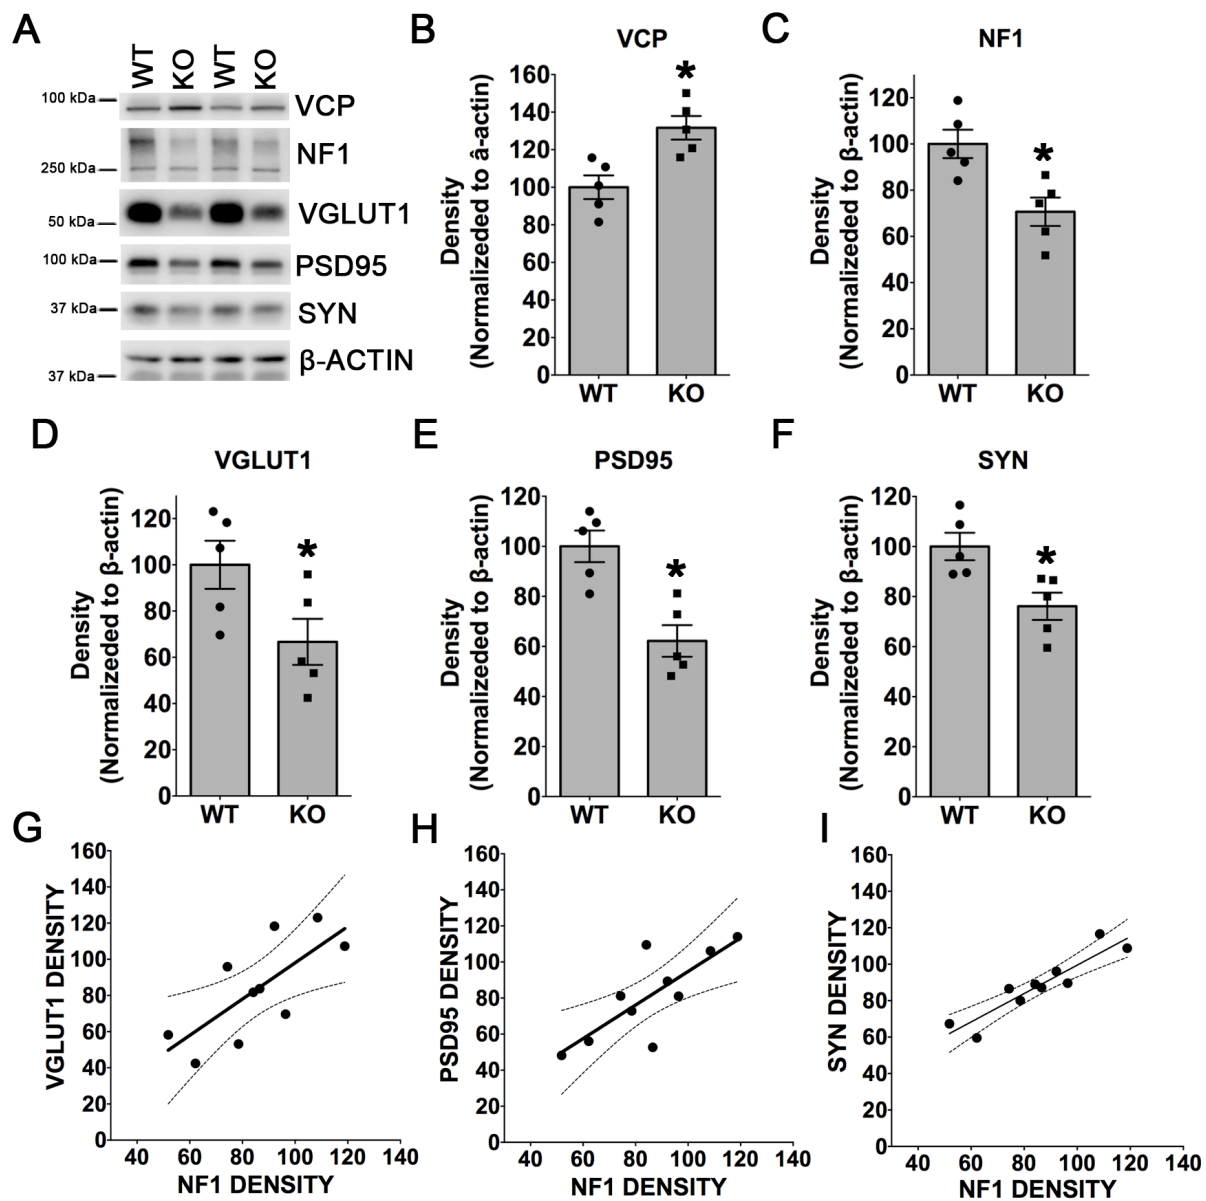 A
WT KO WT KO
100 kDa VCP
NF1
250 kDa
VGLUT1
50 kDa
100 kDa PSD95
37 kDa SYN
β-ACTIN
37 kDa
B
VCP
Density
(Normalizeded to â-actin)
160
140
120
100
80
60
40
20
0
WT KO
*
C
NF1
Density
(Normalizeded to β-actin)
120
100
80
60
40
20
0
WT KO
*
D
VGLUT1
Density
(Normalizeded to β-actin)
120
100
80
60
40
20
0
WT KO
*
E
PSD95
Density
(Normalizeded to β-actin)
120
100
80
60
40
20
0
WT KO
*
F
SYN
Density
(Normalizeded to β-actin)
120
100
80
60
40
20
0
WT KO
*
G
VGLUT1 DENSITY
160
140
120
100
80
60
40
20
0
40 60 80 100 120 140
NF1 DENSITY
H
PSD95 DENSITY
160
140
120
100
80
60
40
20
0
40 60 80 100 120 140
NF1 DENSITY
I
SYN DENSITY
160
140
120
100
80
60
40
20
0
40 60 80 100 120 140
NF1 DENSITY